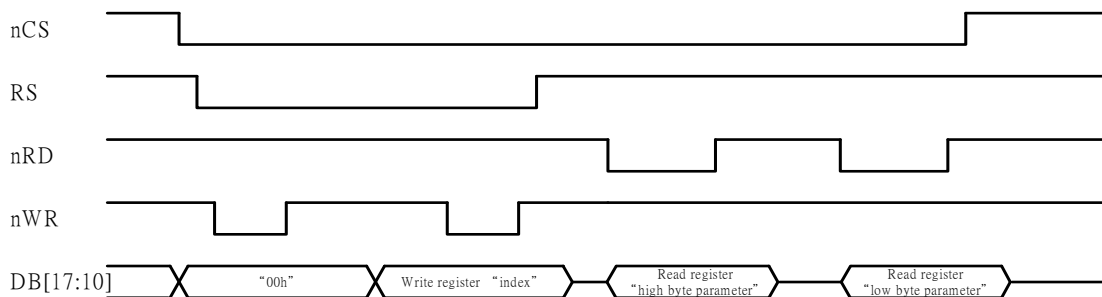 nCS
RS
nRD
nWR
DB[17:10]
“00h”
Write register “index”
Read register
“high byte parameter”
Read register
“low byte parameter”